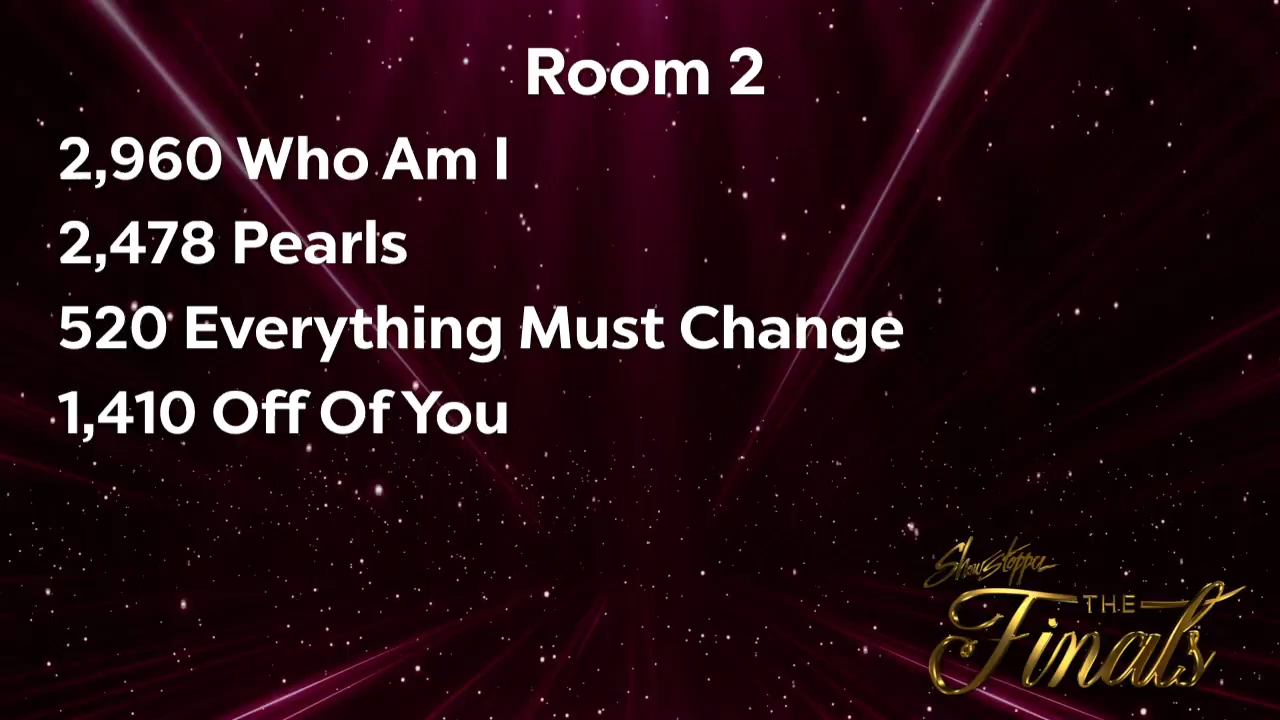 Room 2
2,960 Who Am I
2,478 Pearls
520 Everything Must Change
1,410 Off Of You
Showstopper
THE
Finals